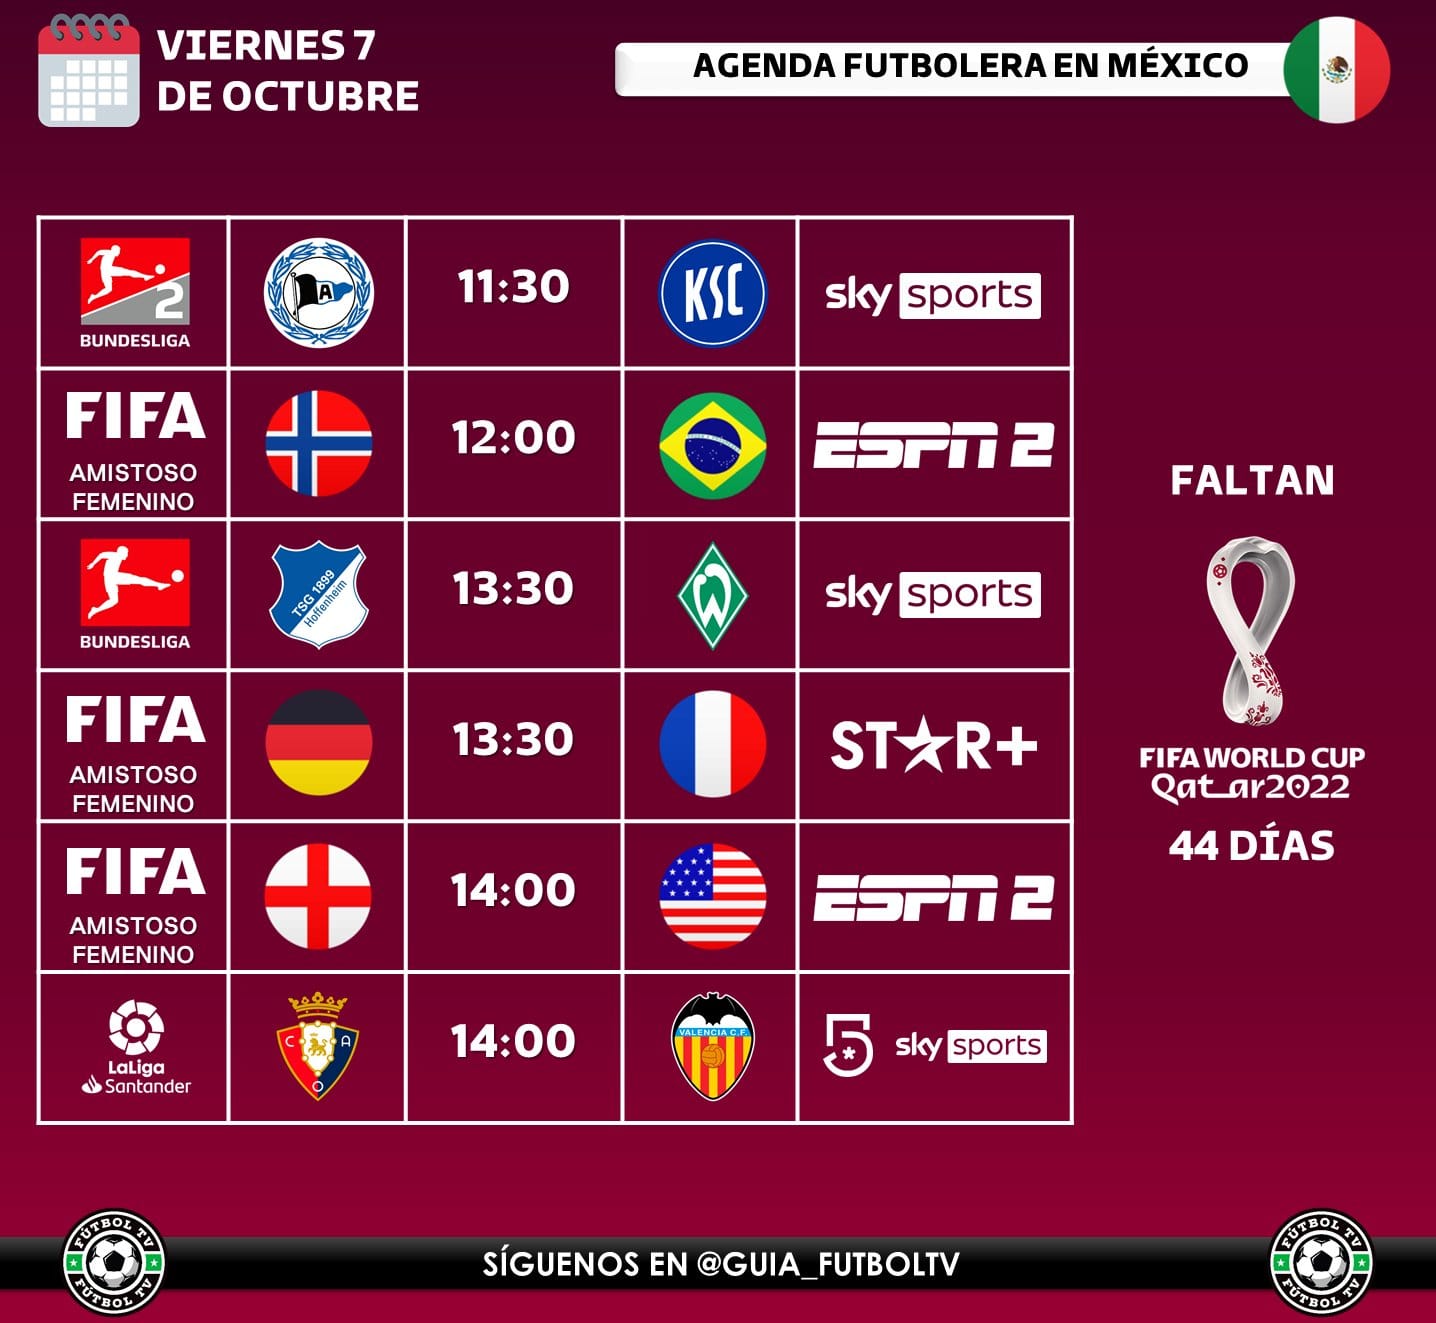 VIERNES 7
DE OCTUBRE
AGENDA FUTBOLERA EN MÉXICO
2
BUNDESLIGA
A
11:30
KSC
sky sports
FIFA
AMISTOSO
FEMENINO
12:00
ESPN 2
BUNDESLIGA
TSG 1899
Hoffenheim
13:30
W
sky sports
FIFA
AMISTOSO
FEMENINO
13:30
STAR+
FIFA
AMISTOSO
FEMENINO
14:00
ESPN 2
LaLiga
Santander
C A
O
14:00
VALENCIA C.F.
5 sky sports
FALTAN
FIFA WORLD CUP
Qatar2022
44 DÍAS
FÚTBOL TV
FÚTBOL TV
SÍGUENOS EN @GUIA_FUTBOLTV
FÚTBOL TV
FÚTBOL TV